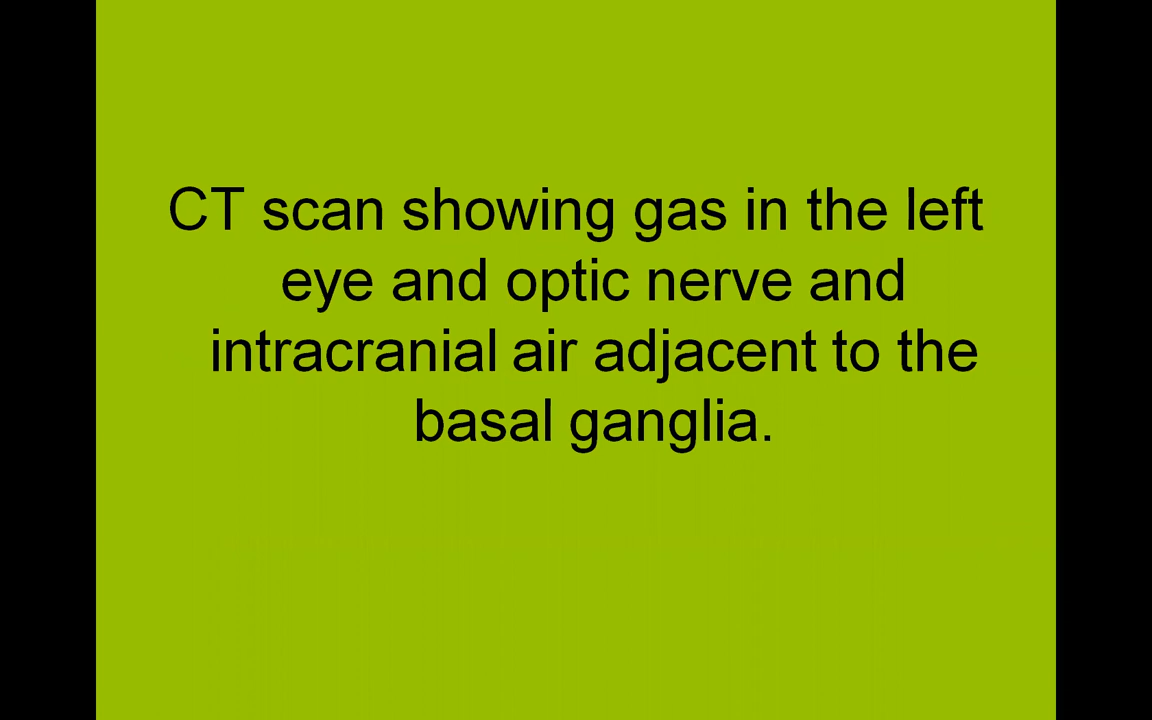 CT scan showing gas in the left
eye and optic nerve and
intracranial air adjacent to the
basal ganglia.